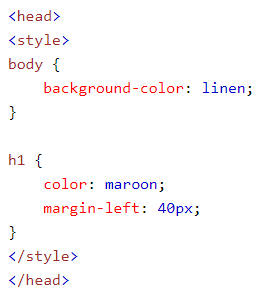 <head>
<style>
body {
    background-color: linen;
}

h1 {
    color: maroon;
    margin-left: 40px;
}
</style>
</head>